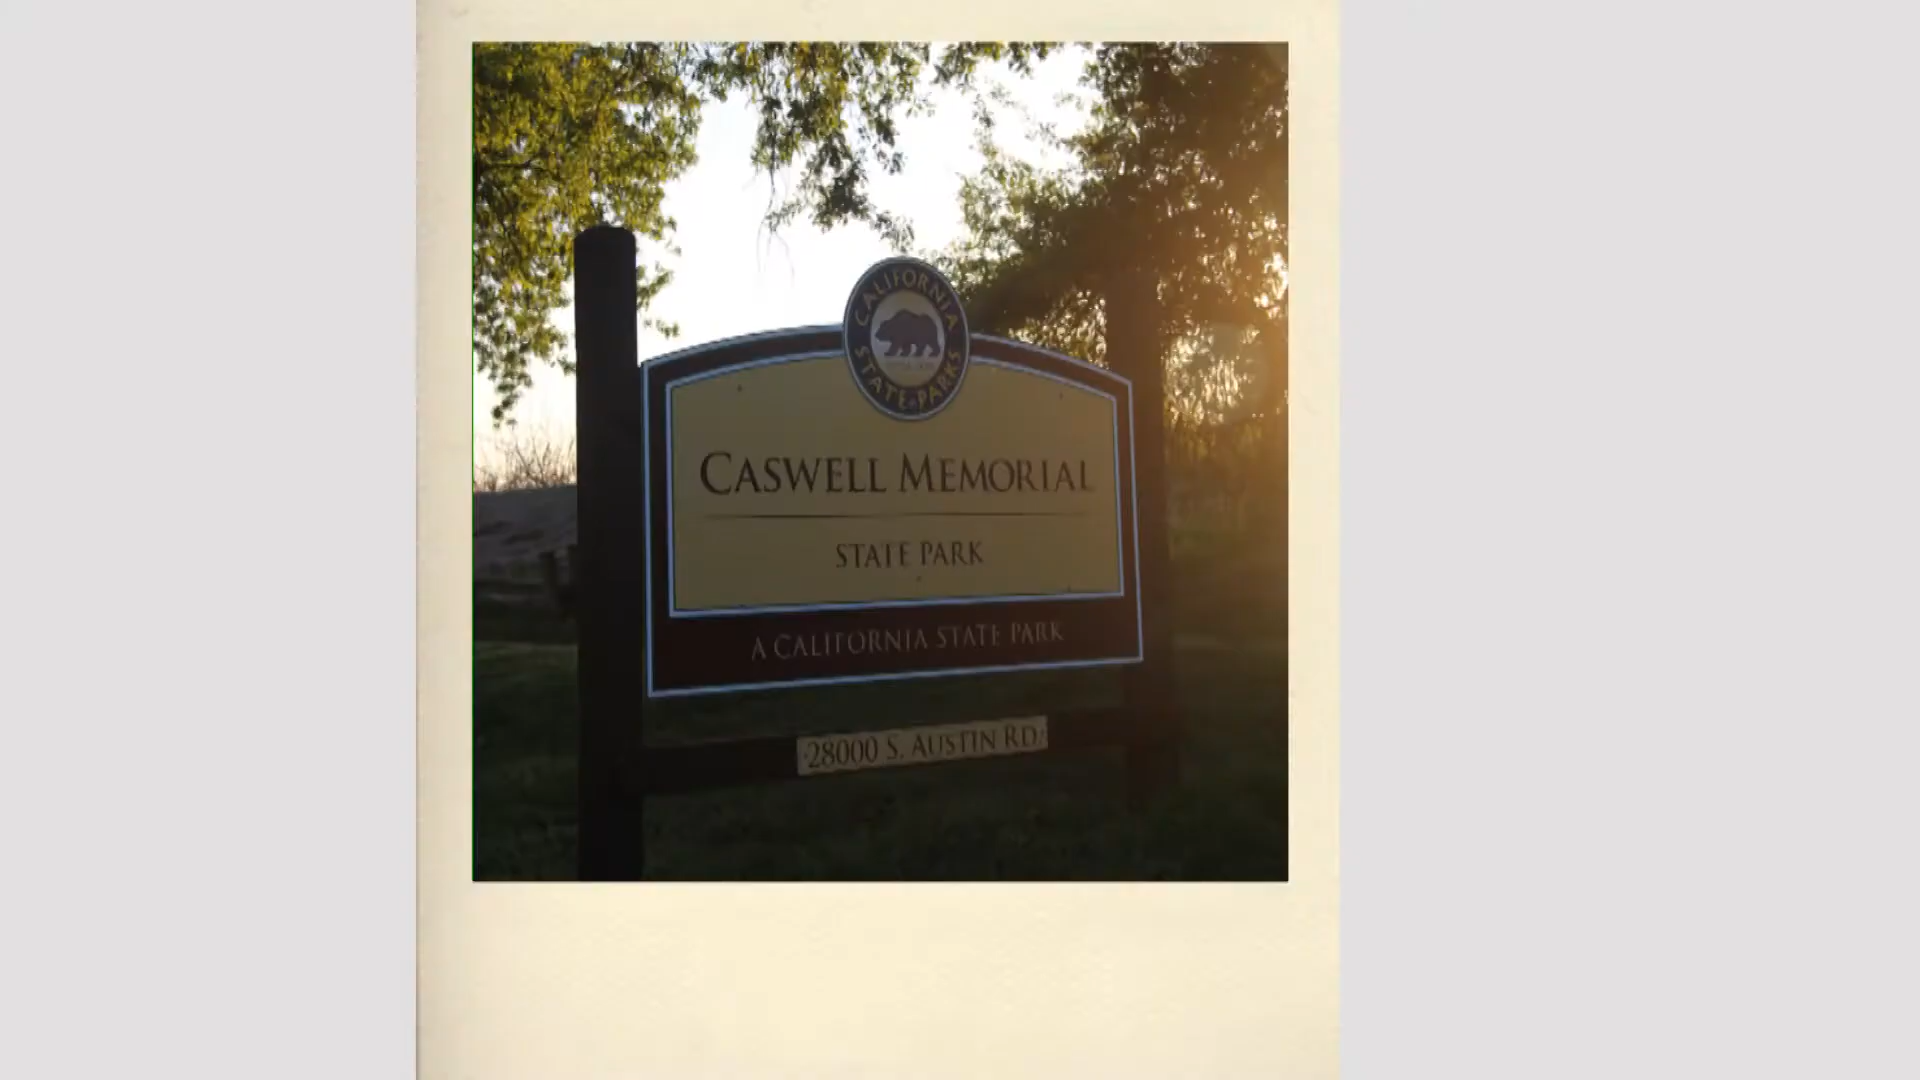 CALIFORNIA
STATE PARKS
CASWELL MEMORIAL
STATE PARK
A CALIFORNIA STATE PARK
28000 S. AUSTIN RD.